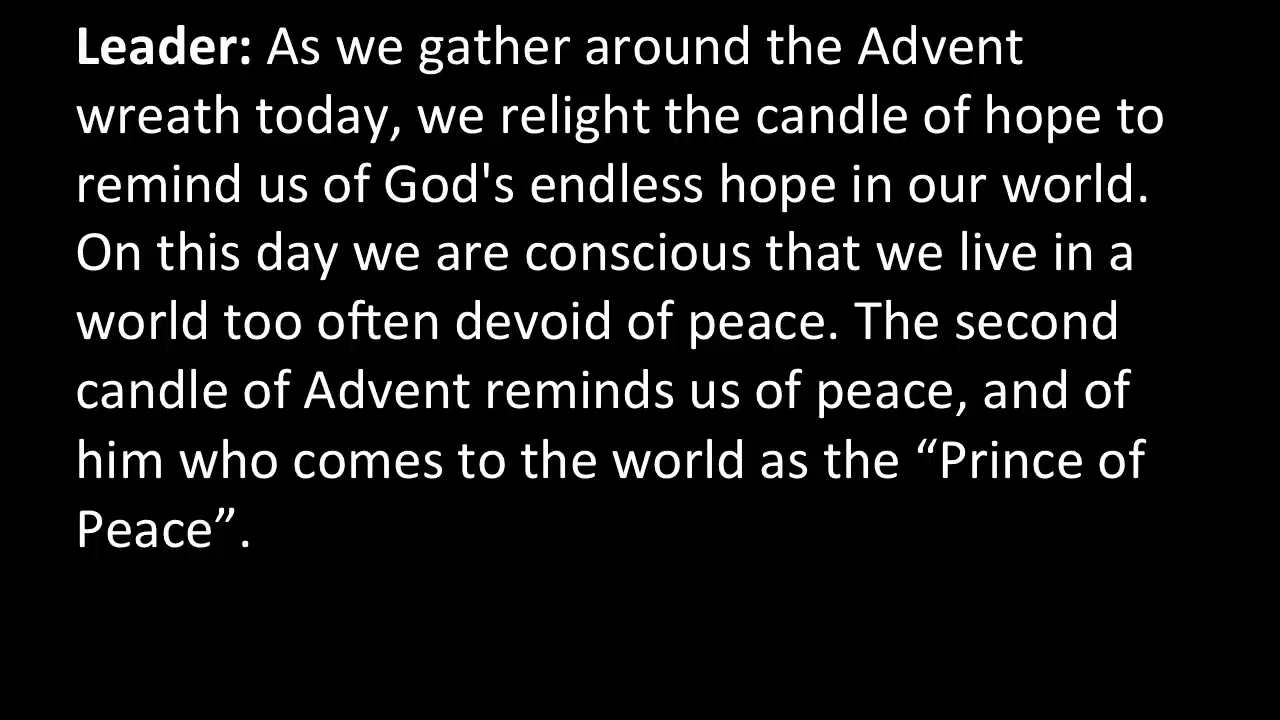 Leader: As we gather around the Advent
wreath today, we relight the candle of hope to
remind us of God's endless hope in our world.
On this day we are conscious that we live in a
world too often devoid of peace. The second
candle of Advent reminds us of peace, and of
him who comes to the world as the “Prince of
Peace”.